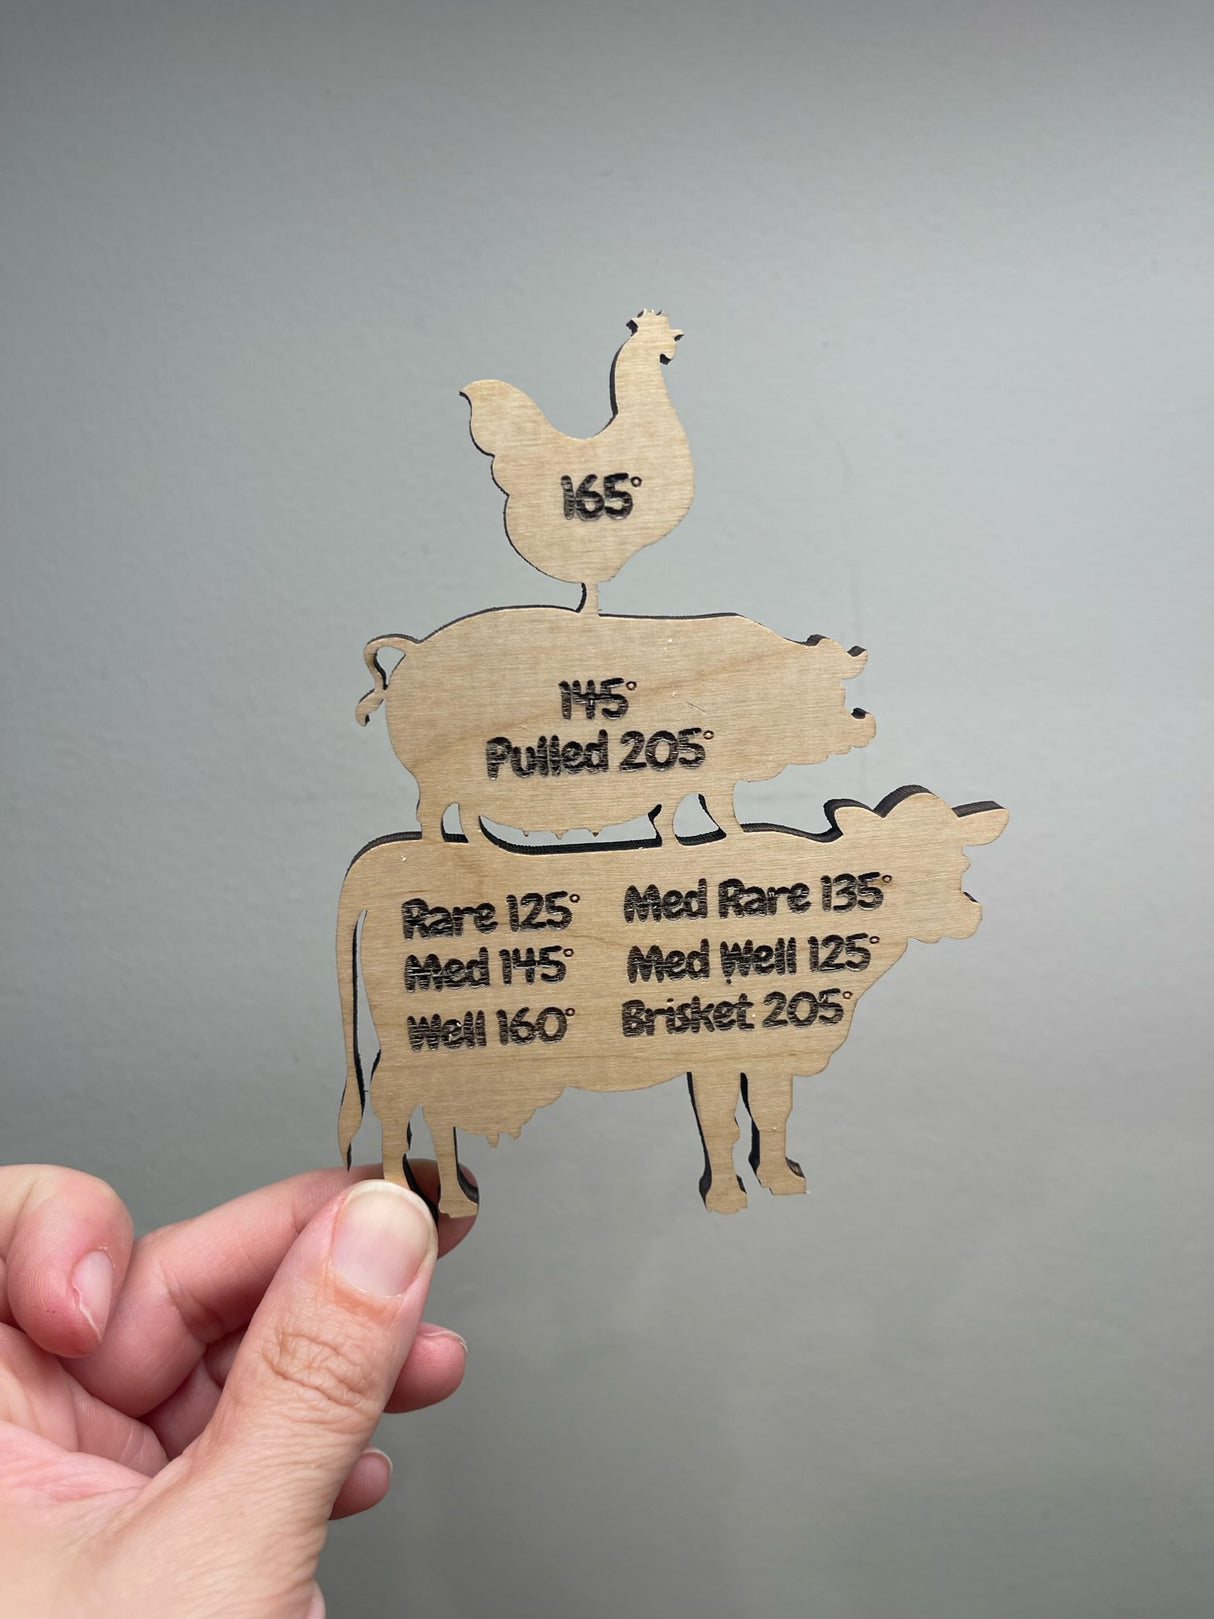 165°
145°
Pulled 205°
Rare 125° Med Rare 135°
Med 145° Med Well 125°
Well 160° Brisket 205°